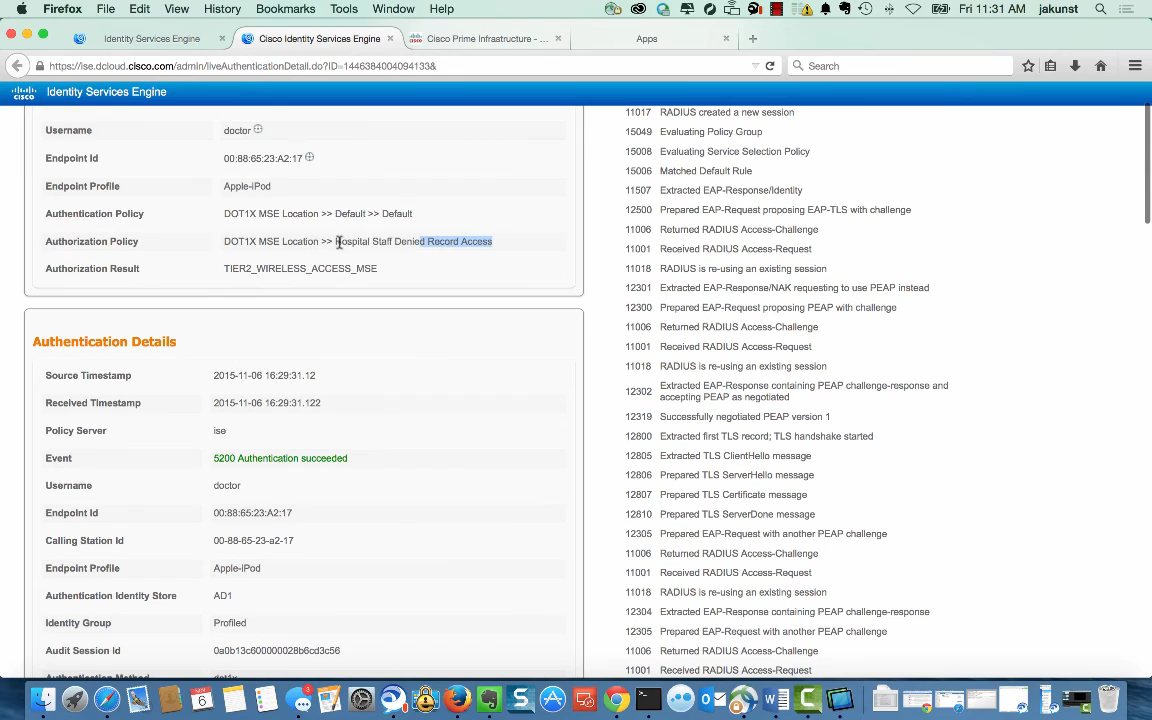 Firefox File Edit View History Bookmarks Tools Window Help Fri 11:31 AM jakunst
Identity Services Engine Cisco Identity Services Engine Cisco Prime Infrastructure - ... Apps
https://ise.dcloud.cisco.com/admin/liveAuthenticationDetail.do?ID=1446384004094133& Search
CISCO Identity Services Engine
Username doctor
Endpoint Id 00:88:65:23:A2:17
Endpoint Profile Apple-iPod
Authentication Policy DOT1X MSE Location >> Default >> Default
Authorization Policy DOT1X MSE Location >> Hospital Staff Denied Record Access
Authorization Result TIER2_WIRELESS_ACCESS_MSE
Authentication Details
Source Timestamp 2015-11-06 16:29:31.12
Received Timestamp 2015-11-06 16:29:31.122
Policy Server ise
Event 5200 Authentication succeeded
Username doctor
Endpoint Id 00:88:65:23:A2:17
Calling Station Id 00-88-65-23-a2-17
Endpoint Profile Apple-iPod
Authentication Identity Store AD1
Identity Group Profiled
Audit Session Id 0a0b13c600000028b6cd3c56
11017 RADIUS created a new session
15049 Evaluating Policy Group
15008 Evaluating Service Selection Policy
15006 Matched Default Rule
11507 Extracted EAP-Response/Identity
12500 Prepared EAP-Request proposing EAP-TLS with challenge
11006 Returned RADIUS Access-Challenge
11001 Received RADIUS Access-Request
11018 RADIUS is re-using an existing session
12301 Extracted EAP-Response/NAK requesting to use PEAP instead
12300 Prepared EAP-Request proposing PEAP with challenge
11006 Returned RADIUS Access-Challenge
11001 Received RADIUS Access-Request
11018 RADIUS is re-using an existing session
12302 Extracted EAP-Response containing PEAP challenge-response and
accepting PEAP as negotiated
12319 Successfully negotiated PEAP version 1
12800 Extracted first TLS record; TLS handshake started
12805 Extracted TLS ClientHello message
12806 Prepared TLS ServerHello message
12807 Prepared TLS Certificate message
12810 Prepared TLS ServerDone message
12305 Prepared EAP-Request with another PEAP challenge
11006 Returned RADIUS Access-Challenge
11001 Received RADIUS Access-Request
11018 RADIUS is re-using an existing session
12304 Extracted EAP-Response containing PEAP challenge-response
12305 Prepared EAP-Request with another PEAP challenge
11006 Returned RADIUS Access-Challenge
11001 Received RADIUS Access-Request